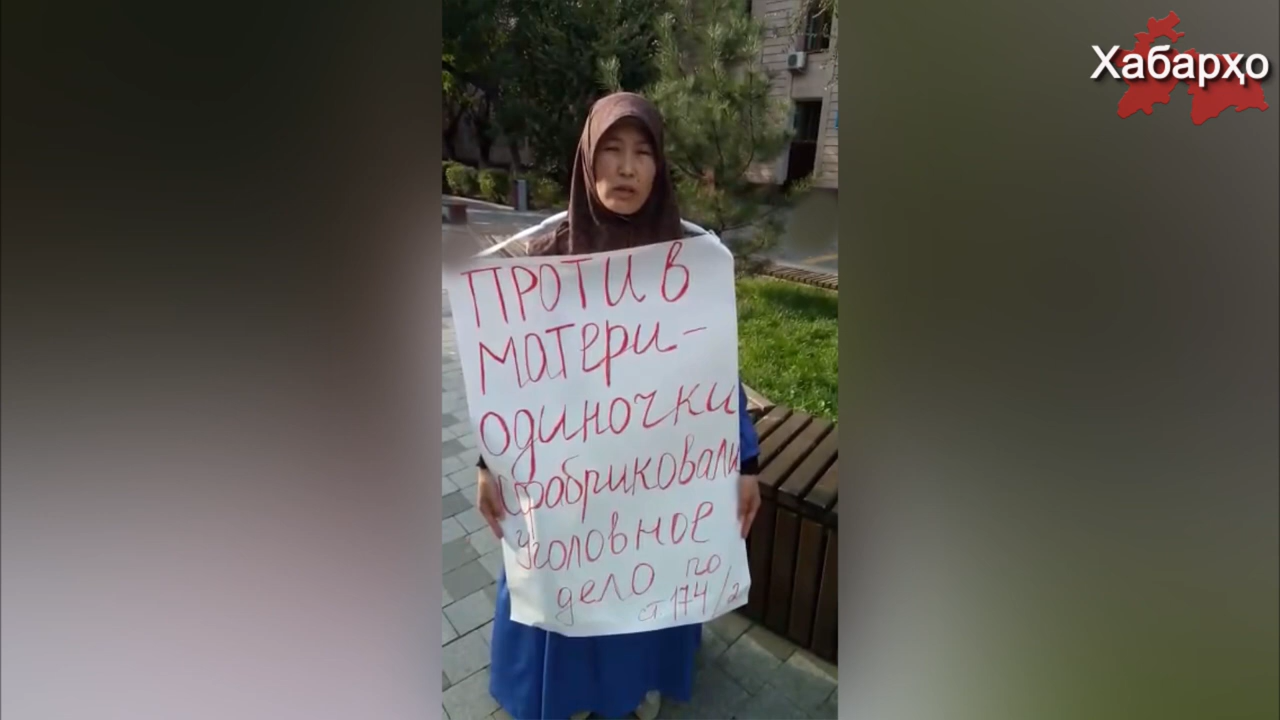 Хабарҳо
ПРОТИВ
матери-
одиночки
сфабриковали
уголовное
дело по
ст. 174/2